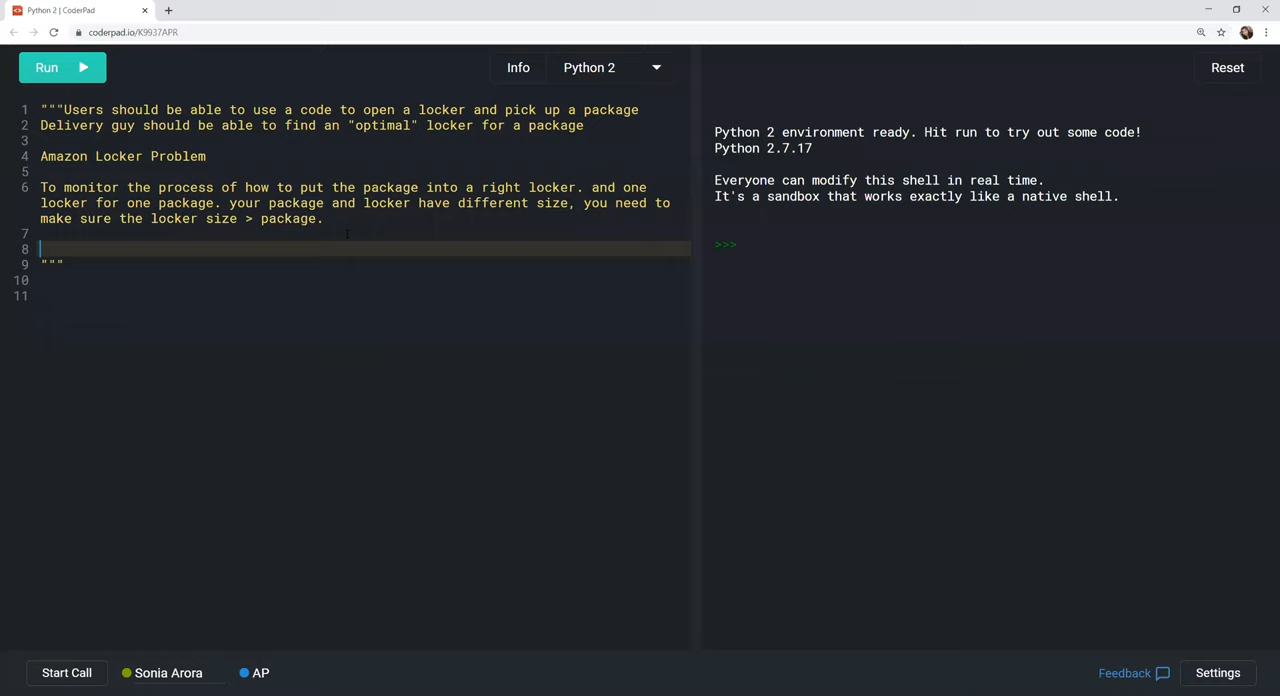 Python 2 | CoderPad
coderpad.io/K9937APR
Run
Info
Python 2
Reset
1 """Users should be able to use a code to open a locker and pick up a package
2 Delivery guy should be able to find an "optimal" locker for a package
3
4 Amazon Locker Problem
5
6 To monitor the process of how to put the package into a right locker. and one
locker for one package. your package and locker have different size, you need to
make sure the locker size > package.
7
8
9 """
10
11
Python 2 environment ready. Hit run to try out some code!
Python 2.7.17
Everyone can modify this shell in real time.
It's a sandbox that works exactly like a native shell.
>>>
Start Call
Sonia Arora
AP
Feedback
Settings